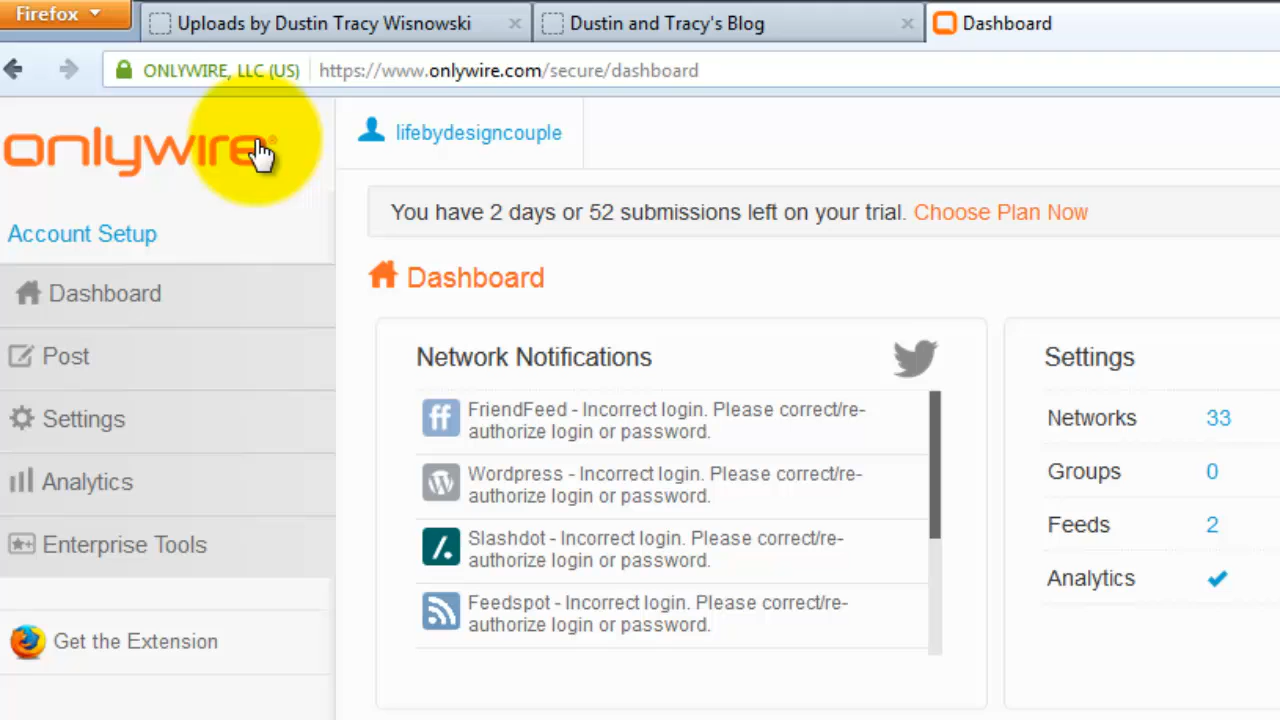 Firefox
Uploads by Dustin Tracy Wisnowski
Dustin and Tracy's Blog
Dashboard
ONLYWIRE, LLC (US)
https://www.onlywire.com/secure/dashboard
onlywire®
lifebydesigncouple
You have 2 days or 52 submissions left on your trial. Choose Plan Now
Account Setup
Dashboard
Post
Settings
Analytics
Enterprise Tools
Get the Extension
Dashboard
Network Notifications
ff FriendFeed - Incorrect login. Please correct/re-
authorize login or password.
Wordpress - Incorrect login. Please correct/re-
authorize login or password.
Slashdot - Incorrect login. Please correct/re-
authorize login or password.
Feedspot - Incorrect login. Please correct/re-
authorize login or password.
Settings
Networks 33
Groups 0
Feeds 2
Analytics